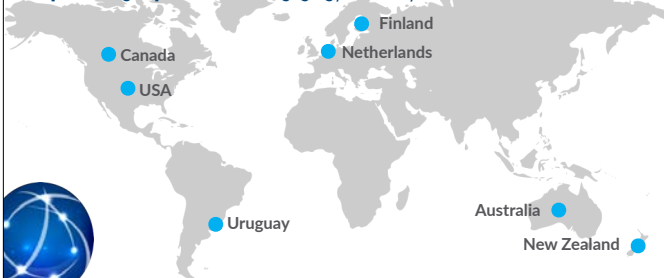 Finland
Canada
Netherlands
USA
Uruguay
Australia
New Zealand